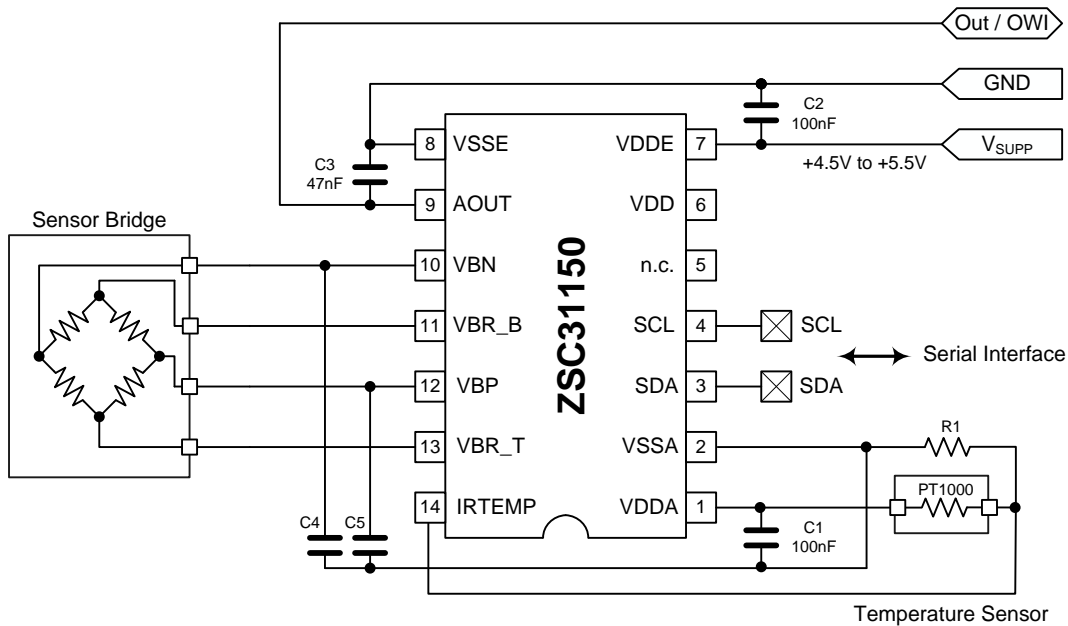 Out / OWI
GND
C2
100nF
VSUPP
+4.5V to +5.5V
C3
47nF
8 VSSE
VDDE 7
9 AOUT
VDD 6
Sensor Bridge
10 VBN
n.c. 5
11 VBR_B
SCL 4
SCL
ZSC31150
Serial Interface
12 VBP
SDA 3
SDA
13 VBR_T
VSSA 2
R1
14 IRTEMP
VDDA 1
PT1000
C4
C5
C1
100nF
Temperature Sensor